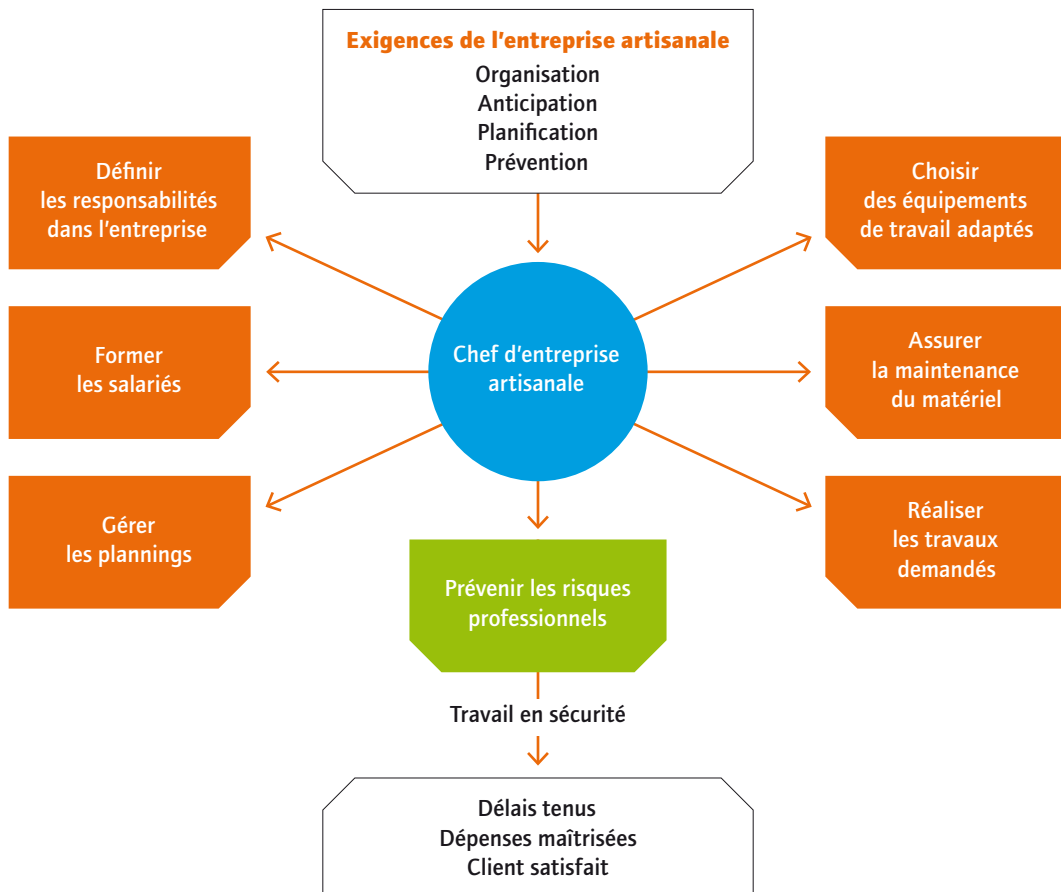 Exigences de l'entreprise artisanale
Organisation
Anticipation
Planification
Prévention
Définir
les responsabilités
dans l'entreprise
Choisir
des équipements
de travail adaptés
Former
les salariés
Chef d'entreprise
artisanale
Assurer
la maintenance
du matériel
Gérer
les plannings
Réaliser
les travaux
demandés
Prévenir les risques
professionnels
Travail en sécurité
Délais tenus
Dépenses maîtrisées
Client satisfait